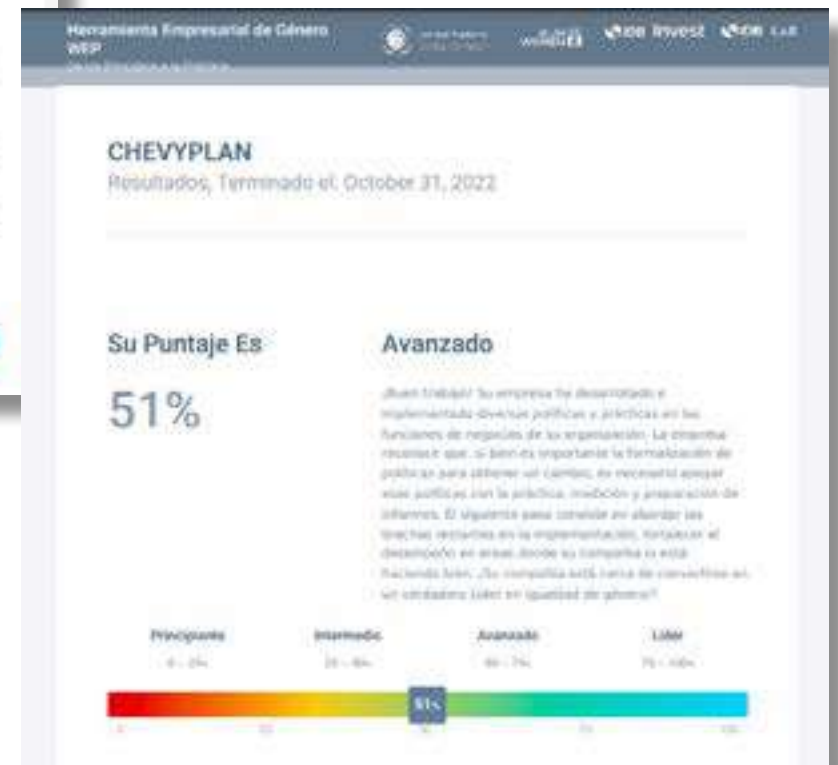 Herramienta Empresarial de Género
WEP
CHEVYPLAN
Resultados, Terminado el: October 31, 2022
Su Puntaje Es
51%
Avanzado
¡Buen trabajo! Su empresa ha desarrollado e
implementado diversas políticas y prácticas en las
funciones de negocios de su organización. La empresa
reconoce que, si bien es importante la formalización de
políticas para obtener un cambio, es necesario apoyar
esas políticas con la práctica, medición y preparación de
informes. El siguiente paso consiste en abordar las
brechas restantes en la implementación, fortalecer el
desempeño en áreas donde su compañía lo está
haciendo bien. ¡Su compañía está cerca de convertirse en
un verdadero Líder en igualdad de género!
Principiante Intermedio Avanzado Líder
51%